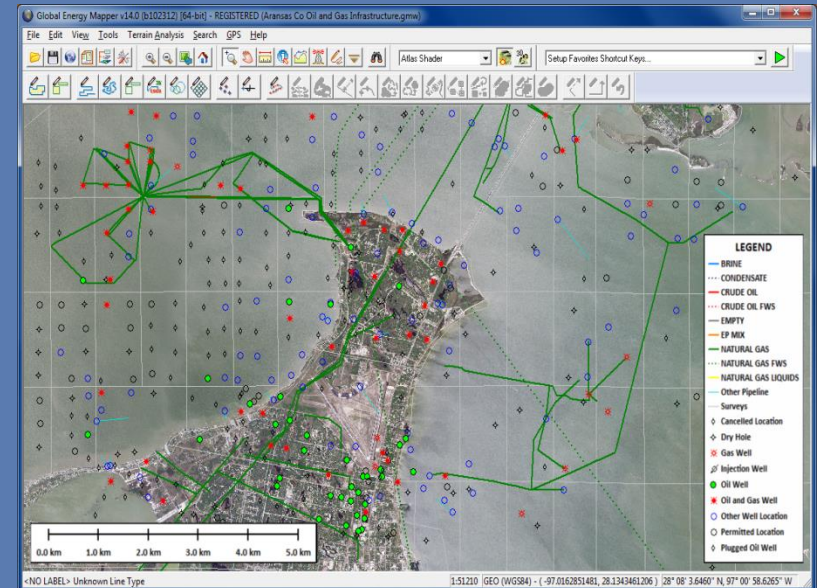 Global Energy Mapper v14.0 (b102312) [64-bit] - REGISTERED (Aransas Co Oil and Gas Infrastructure.gmw)
File Edit View Tools Terrain Analysis Search GPS Help
Atlas Shader
Setup Favorites Shortcut Keys...
LEGEND
BRINE
CONDENSATE
CRUDE OIL
CRUDE OIL FWS
EMPTY
EP MIX
NATURAL GAS
NATURAL GAS FWS
NATURAL GAS LIQUIDS
Other Pipeline
Surveys
Cancelled Location
Dry Hole
Gas Well
Injection Well
Oil Well
Oil and Gas Well
Other Well Location
Permitted Location
Plugged Oil Well
0.0 km 1.0 km 2.0 km 3.0 km 4.0 km 5.0 km
<NO LABEL> Unknown Line Type
1:51210 GEO (WGS84) - ( -97.0162851481, 28.1343461206 ) 28° 08' 3.6460" N, 97° 00' 58.6265" W